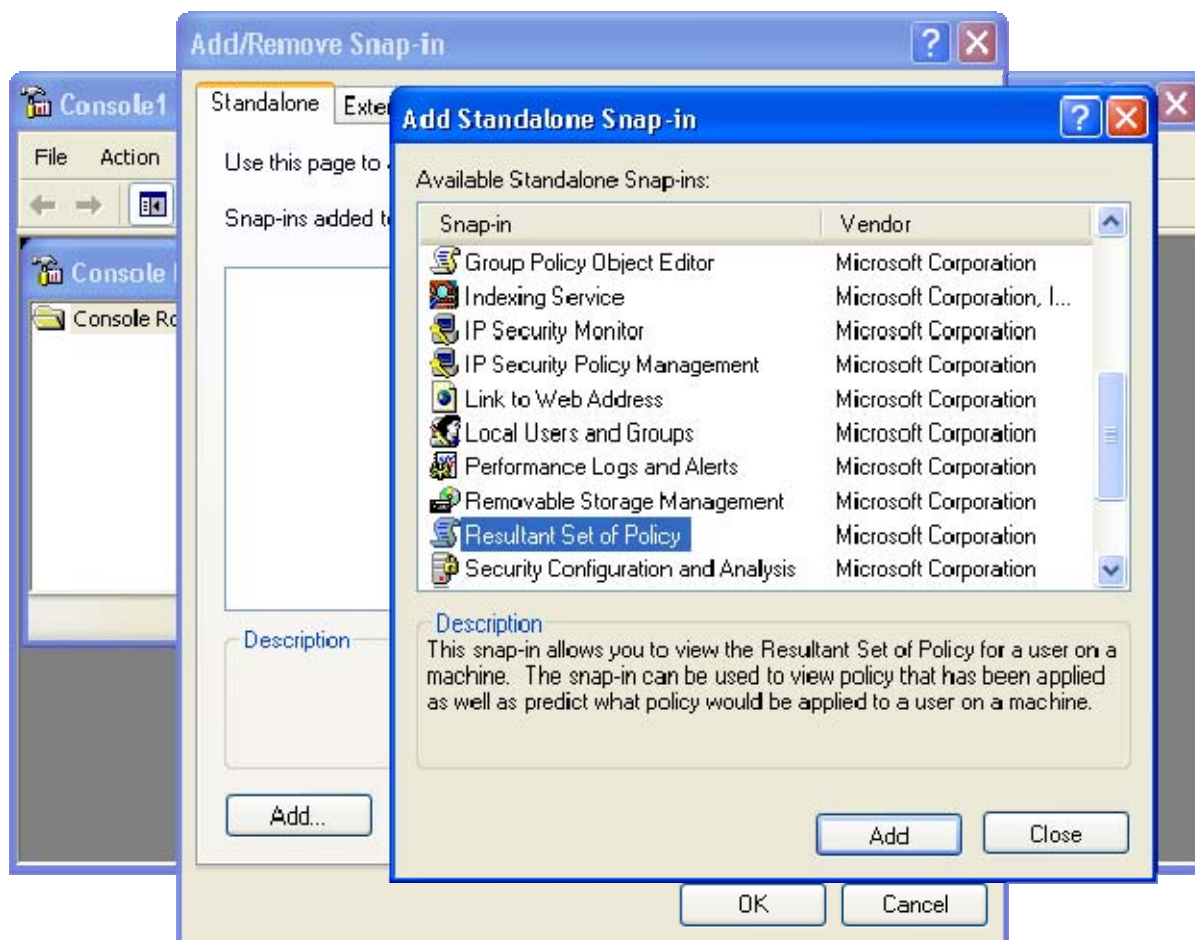 Add/Remove Snap-in
Console1
File Action
Console
Console
Standalone
Use this page to
Snap-ins added
Description
Add...
OK Cancel
Add Standalone Snap-in
Available Standalone Snap-ins:
Snap-in Vendor
Group Policy Object Editor Microsoft Corporation
Indexing Service Microsoft Corporation, I...
IP Security Monitor Microsoft Corporation
IP Security Policy Management Microsoft Corporation
Link to Web Address Microsoft Corporation
Local Users and Groups Microsoft Corporation
Performance Logs and Alerts Microsoft Corporation
Removable Storage Management Microsoft Corporation
Resultant Set of Policy Microsoft Corporation
Security Configuration and Analysis Microsoft Corporation
Description
This snap-in allows you to view the Resultant Set of Policy for a user on a
machine. The snap-in can be used to view policy that has been applied
as well as predict what policy would be applied to a user on a machine.
Add Close